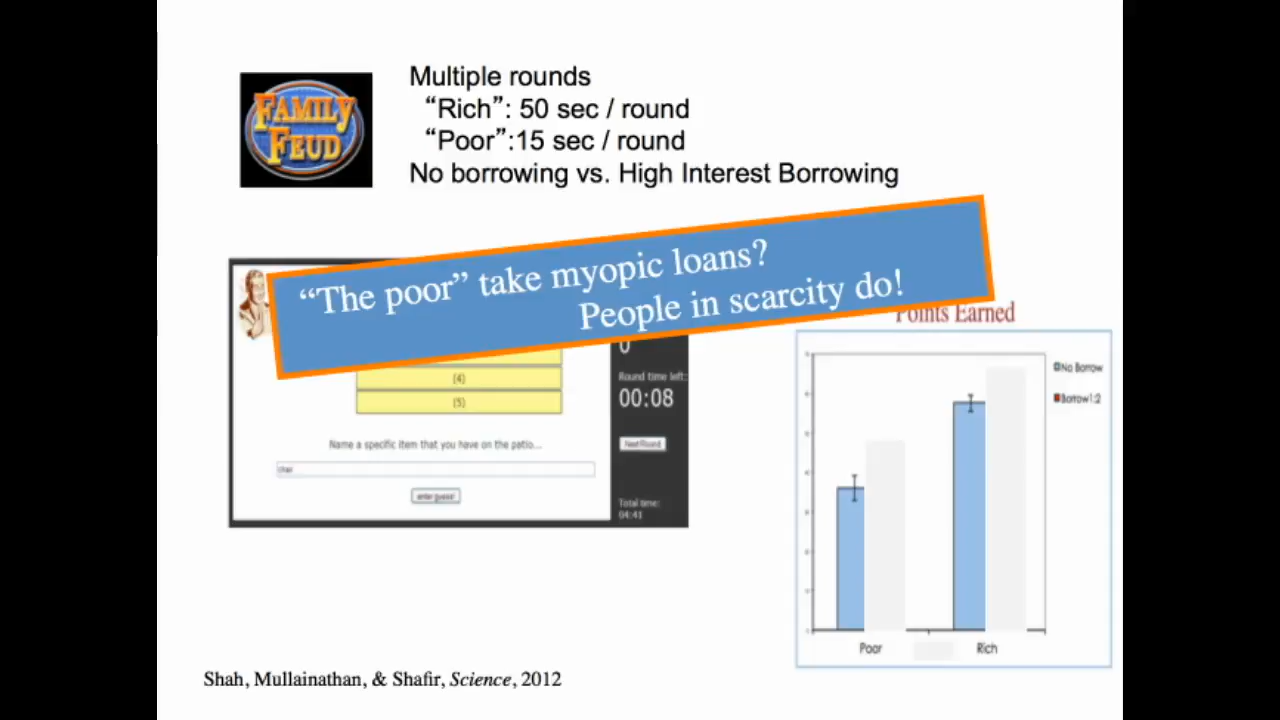 FAMILY
FEUD
Multiple rounds
“Rich”: 50 sec / round
“Poor”:15 sec / round
No borrowing vs. High Interest Borrowing
“The poor” take myopic loans?
People in scarcity do!
Points Earned
0
Round time left:
00:08
Next Round
(4)
(5)
Name a specific item that you have on the patio...
chair
enter guess!
Total time:
04:41
No Borrow
Borrow1:2
Poor
Rich
Shah, Mullainathan, & Shafir, Science, 2012